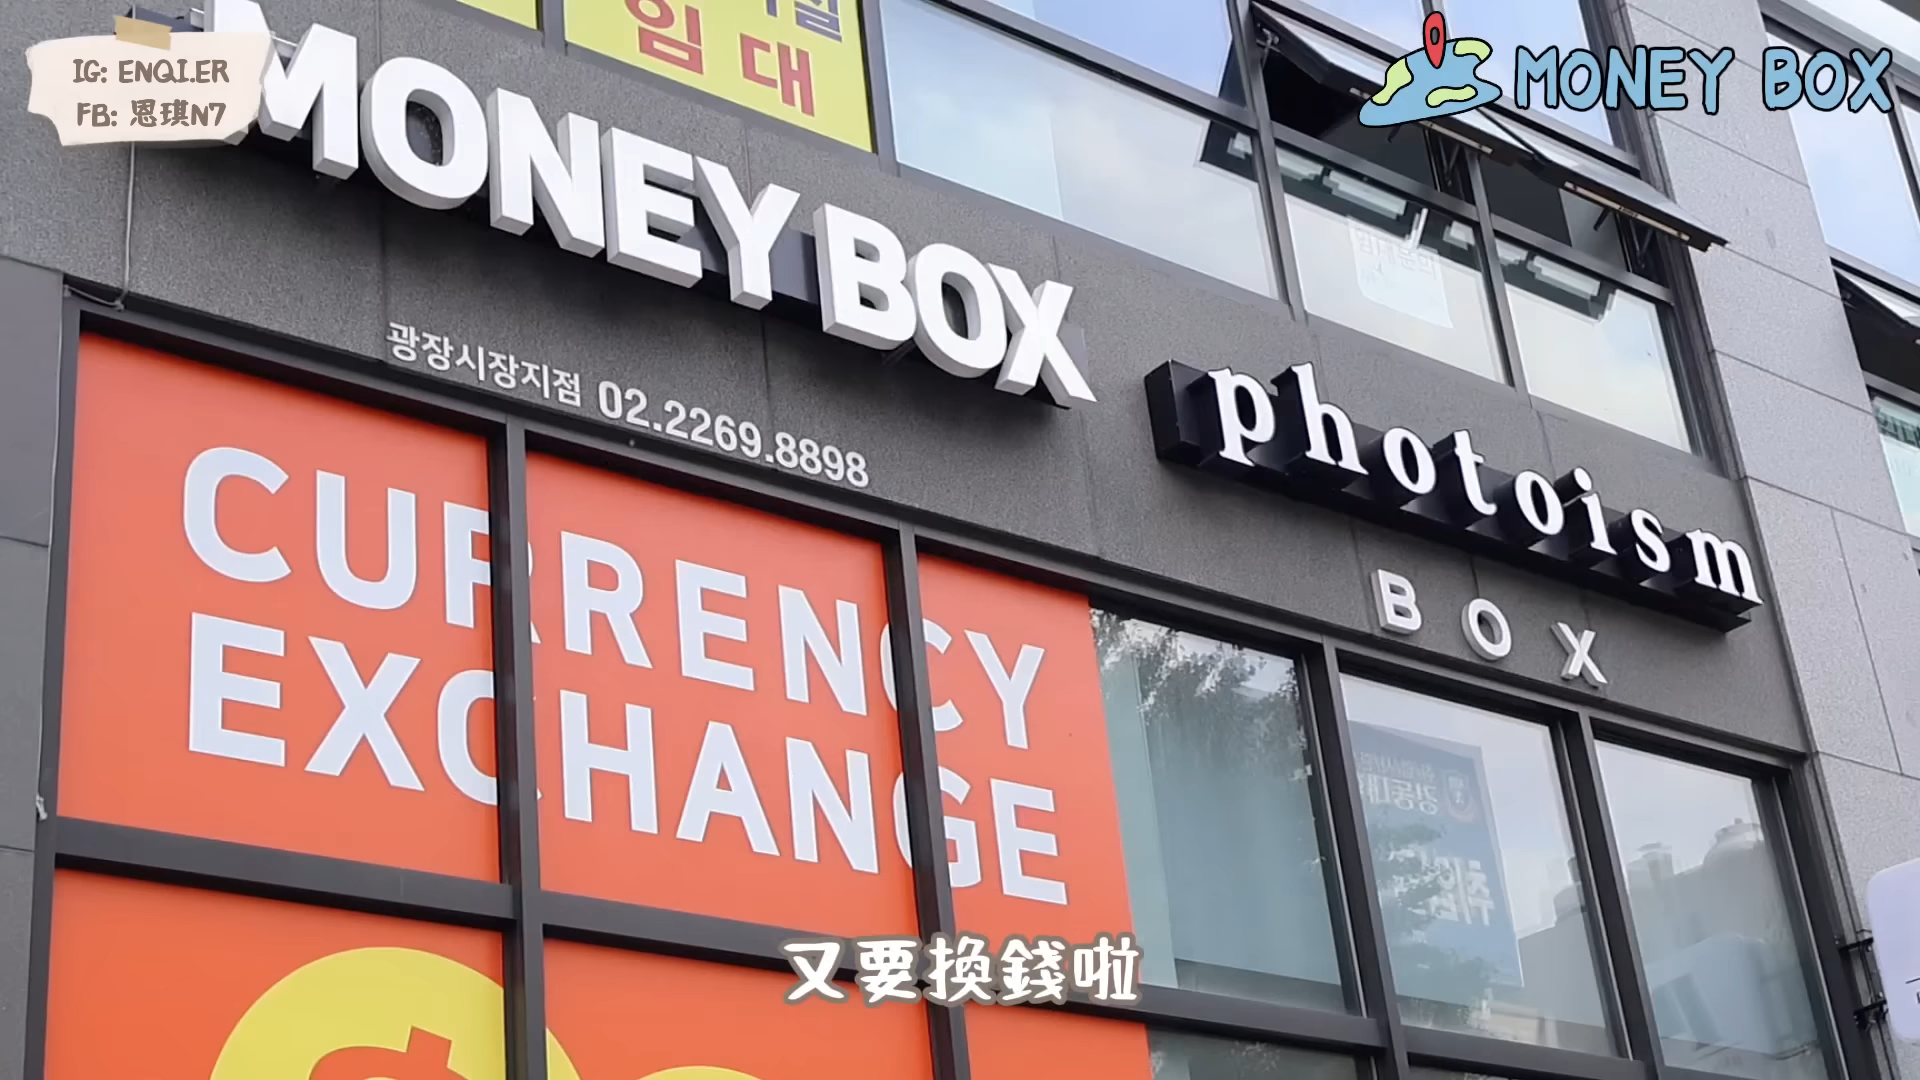 IG: ENQI.ER
FB: 恩琪N7
임대
MONEY BOX
MONEY BOX
광장시장지점 02.2269.8898
photoism
BOX
CURRENCY
EXCHANGE
又要換錢啦